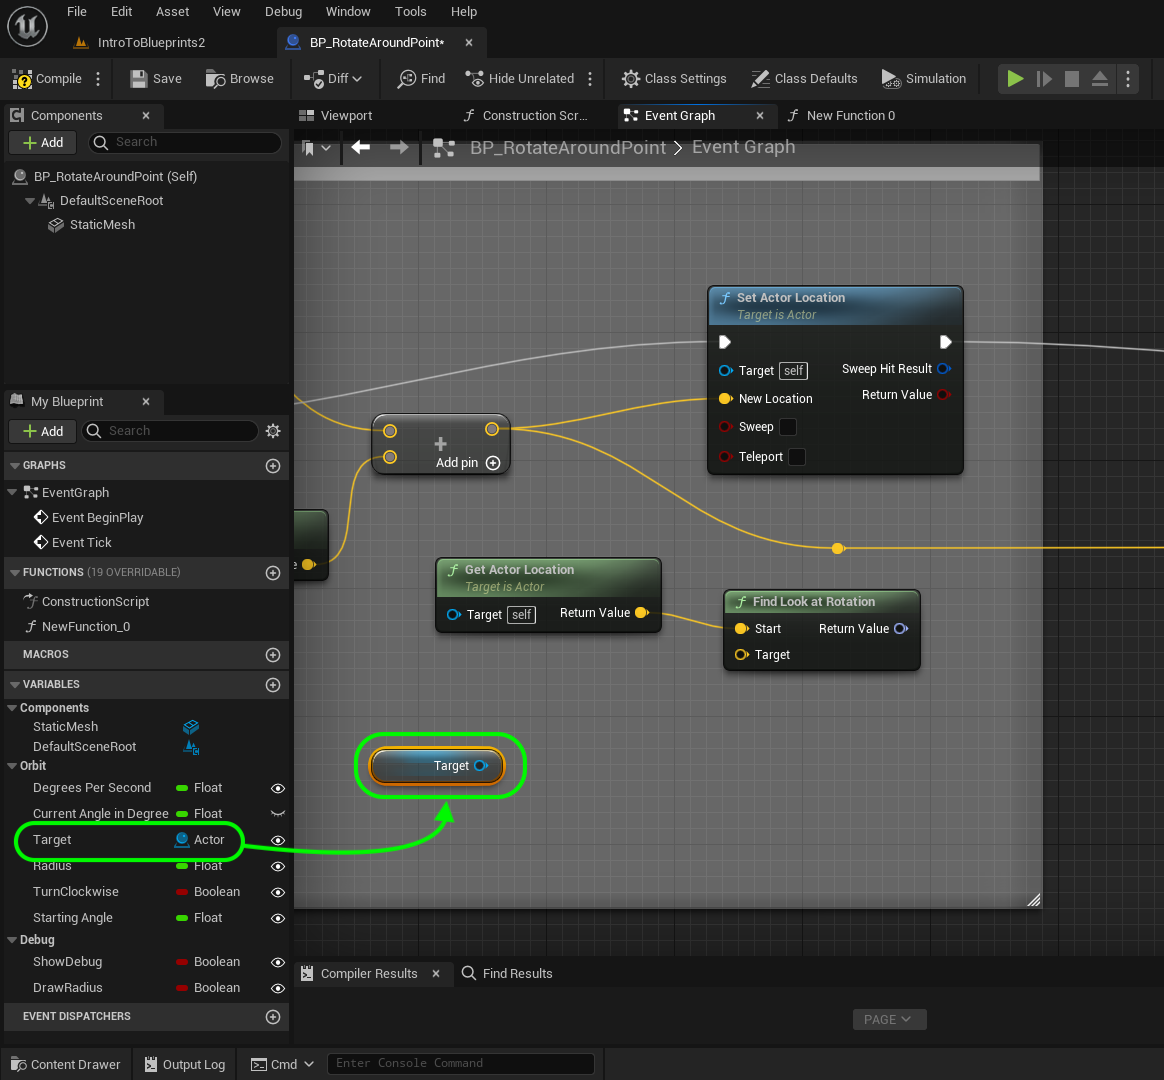 File Edit Asset View Debug Window Tools Help
IntroToBlueprints2
BP_RotateAroundPoint*
Compile Save Browse Diff Find Hide Unrelated Class Settings Class Defaults Simulation
Components
Add Search
BP_RotateAroundPoint (Self)
DefaultSceneRoot
StaticMesh
My Blueprint
Add Search
GRAPHS
EventGraph
Event BeginPlay
Event Tick
FUNCTIONS (19 OVERRIDABLE)
ConstructionScript
NewFunction_0
MACROS
VARIABLES
Components
StaticMesh
DefaultSceneRoot
Orbit
Degrees Per Second Float
Current Angle in Degree Float
Target Actor
Radius Float
TurnClockwise Boolean
Starting Angle Float
Debug
ShowDebug Boolean
DrawRadius Boolean
EVENT DISPATCHERS
Viewport Construction Scr... Event Graph New Function 0
BP_RotateAroundPoint > Event Graph
Set Actor Location
Target is Actor
Target self Sweep Hit Result
New Location Return Value
Sweep
Teleport
Add pin
e
Get Actor Location
Target is Actor
Target self Return Value
Find Look at Rotation
Start Return Value
Target
Target
Compiler Results Find Results
PAGE
Content Drawer Output Log Cmd Enter Console Command